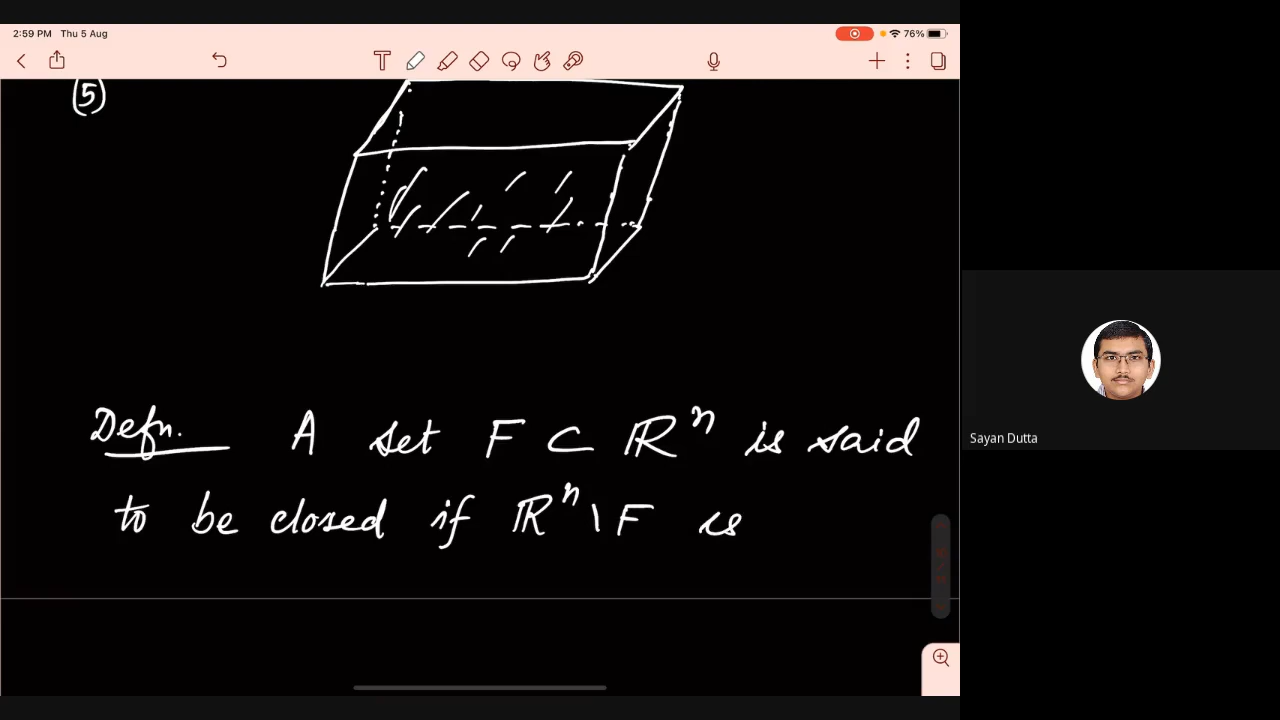 2:59 PM Thu 5 Aug
76%
T
5
Defn. A set F ⊂ ℝⁿ is said
to be closed if ℝⁿ \ F is
Sayan Dutta